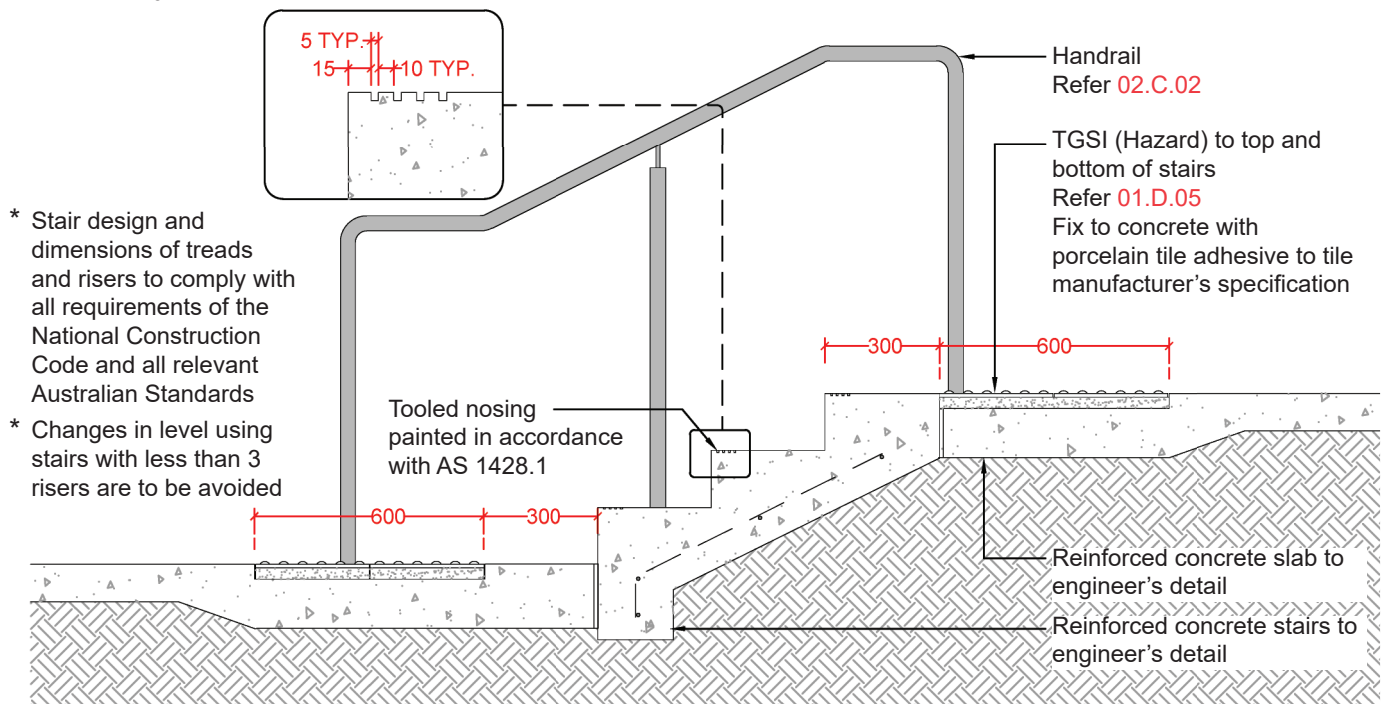 5 TYP.
15
10 TYP.
Handrail
Refer 02.C.02
TGSI (Hazard) to top and
bottom of stairs
Refer 01.D.05
Fix to concrete with
porcelain tile adhesive to tile
manufacturer's specification
* Stair design and
dimensions of treads
and risers to comply with
all requirements of the
National Construction
Code and all relevant
Australian Standards
* Changes in level using
stairs with less than 3
risers are to be avoided
Tooled nosing
painted in accordance
with AS 1428.1
300
600
600
300
Reinforced concrete slab to
engineer's detail
Reinforced concrete stairs to
engineer's detail